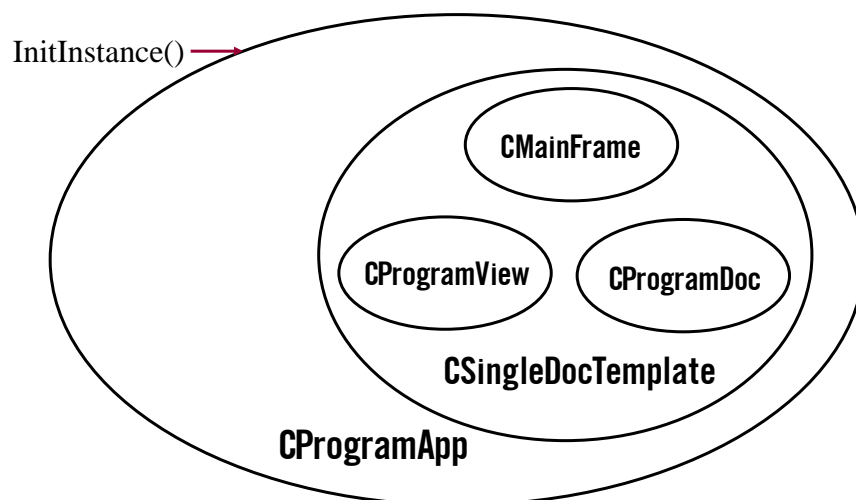 InitInstance()
CMainFrame
CProgramView
CProgramDoc
CSingleDocTemplate
CProgramApp